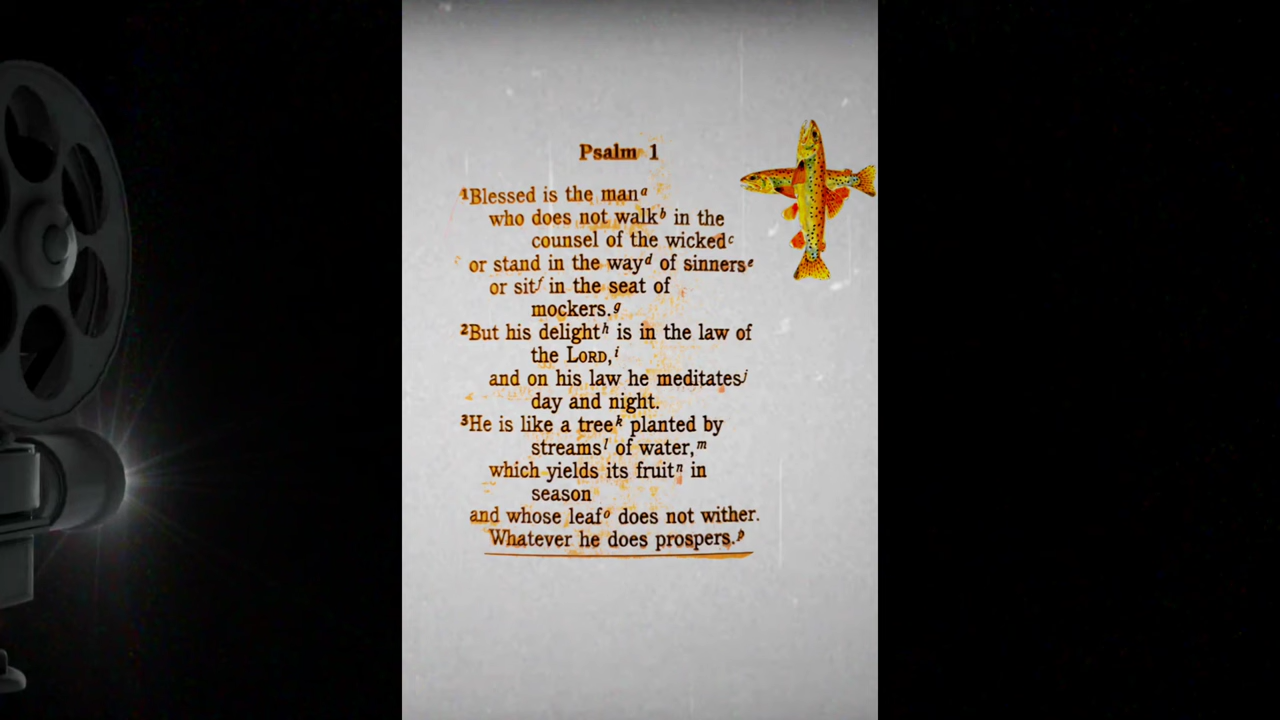 Psalm 1
1Blessed is the manᵃ
who does not walkᵇ in the
counsel of the wickedᶜ
or stand in the wayᵈ of sinnersᵉ
or sitᶠ in the seat of
mockers.ᵍ
2But his delightʰ is in the law of
the LORD,ⁱ
and on his law he meditatesʲ
day and night.
3He is like a treeᵏ planted by
streamsˡ of water,ᵐ
which yields its fruitⁿ in
season
and whose leafᵒ does not wither.
Whatever he does prospers.ᵖ